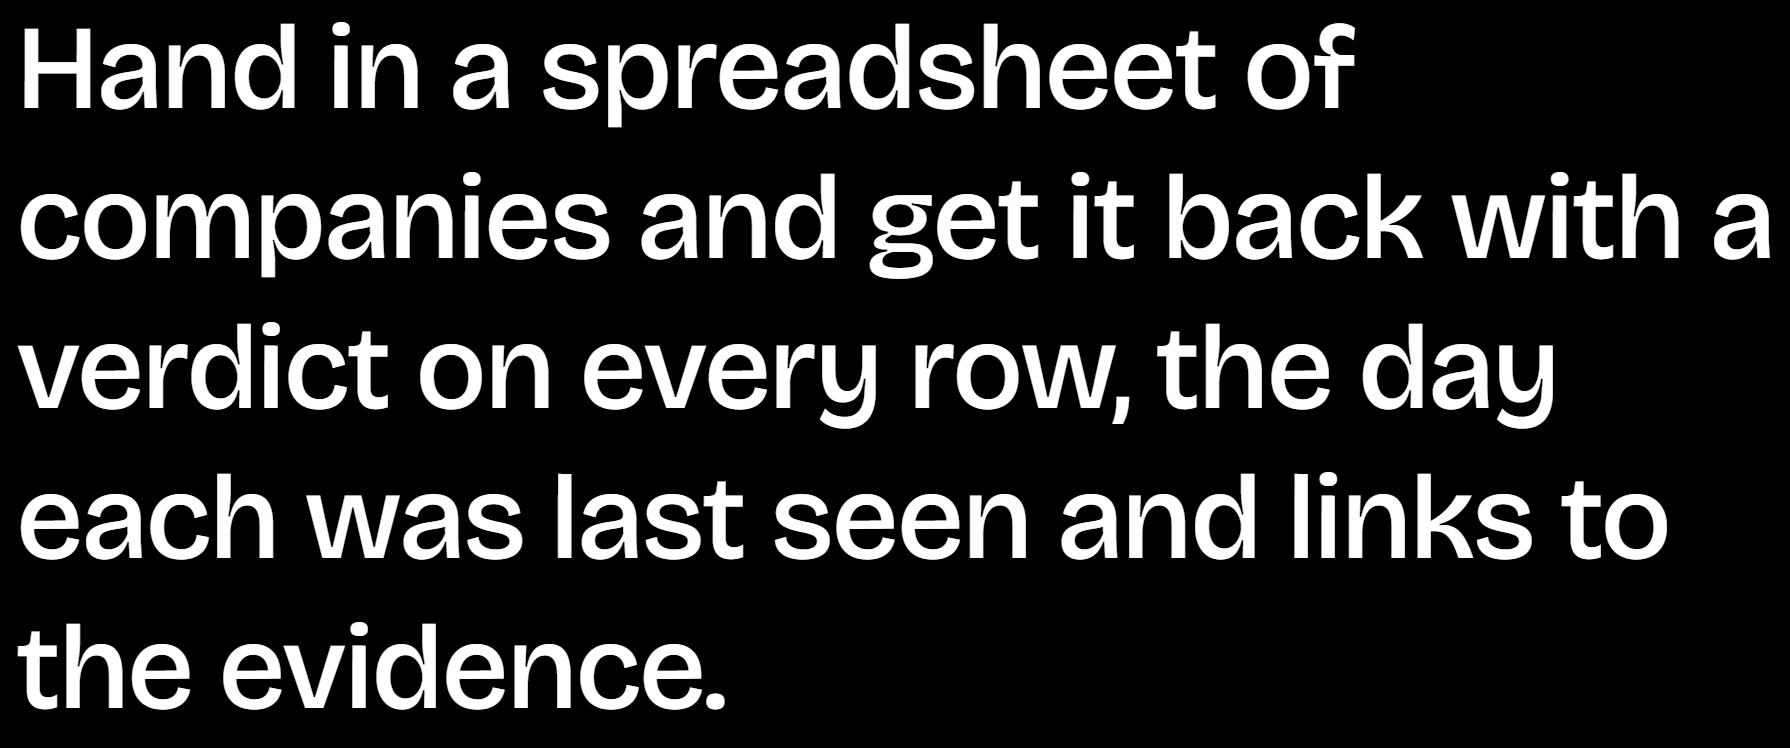 Hand in a spreadsheet of
companies and get it back with a
verdict on every row, the day
each was last seen and links to
the evidence.